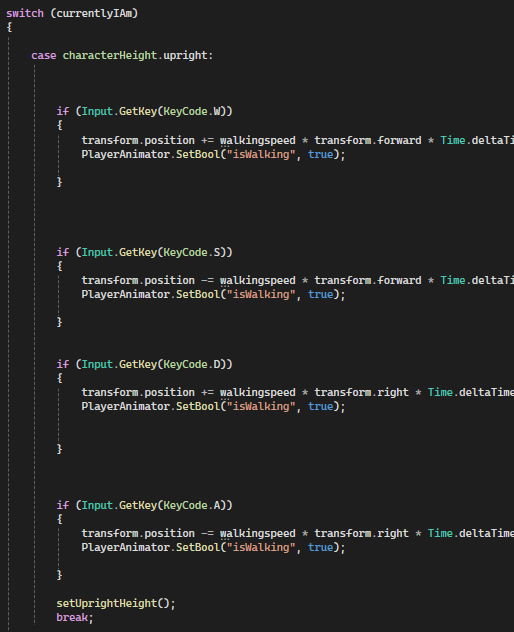 switch (currentlyIAm)
{
case characterHeight.upright:
if (Input.GetKey(KeyCode.W))
{
transform.position += walkingspeed * transform.forward * Time.deltaTi
PlayerAnimator.SetBool("isWalking", true);
}
if (Input.GetKey(KeyCode.S))
{
transform.position -= walkingspeed * transform.forward * Time.deltaTi
PlayerAnimator.SetBool("isWalking", true);
}
if (Input.GetKey(KeyCode.D))
{
transform.position += walkingspeed * transform.right * Time.deltaTime
PlayerAnimator.SetBool("isWalking", true);
}
if (Input.GetKey(KeyCode.A))
{
transform.position -= walkingspeed * transform.right * Time.deltaTime
PlayerAnimator.SetBool("isWalking", true);
}
setUprightHeight();
break;